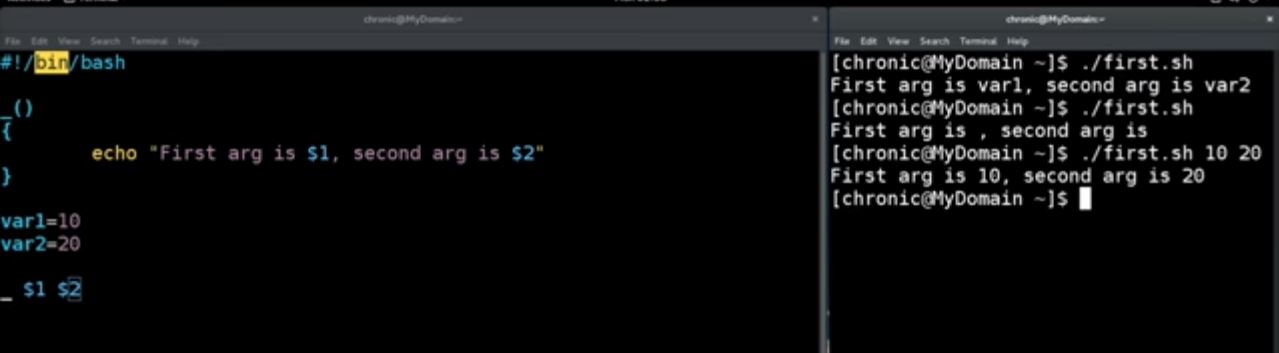 chronic@MyDomain:~
File Edit View Search Terminal Help
#!/bin/bash
_()
{
echo "First arg is $1, second arg is $2"
}
var1=10
var2=20
_ $1 $2
chronic@MyDomain:~
File Edit View Search Terminal Help
[chronic@MyDomain ~]$ ./first.sh
First arg is var1, second arg is var2
[chronic@MyDomain ~]$ ./first.sh
First arg is , second arg is
[chronic@MyDomain ~]$ ./first.sh 10 20
First arg is 10, second arg is 20
[chronic@MyDomain ~]$